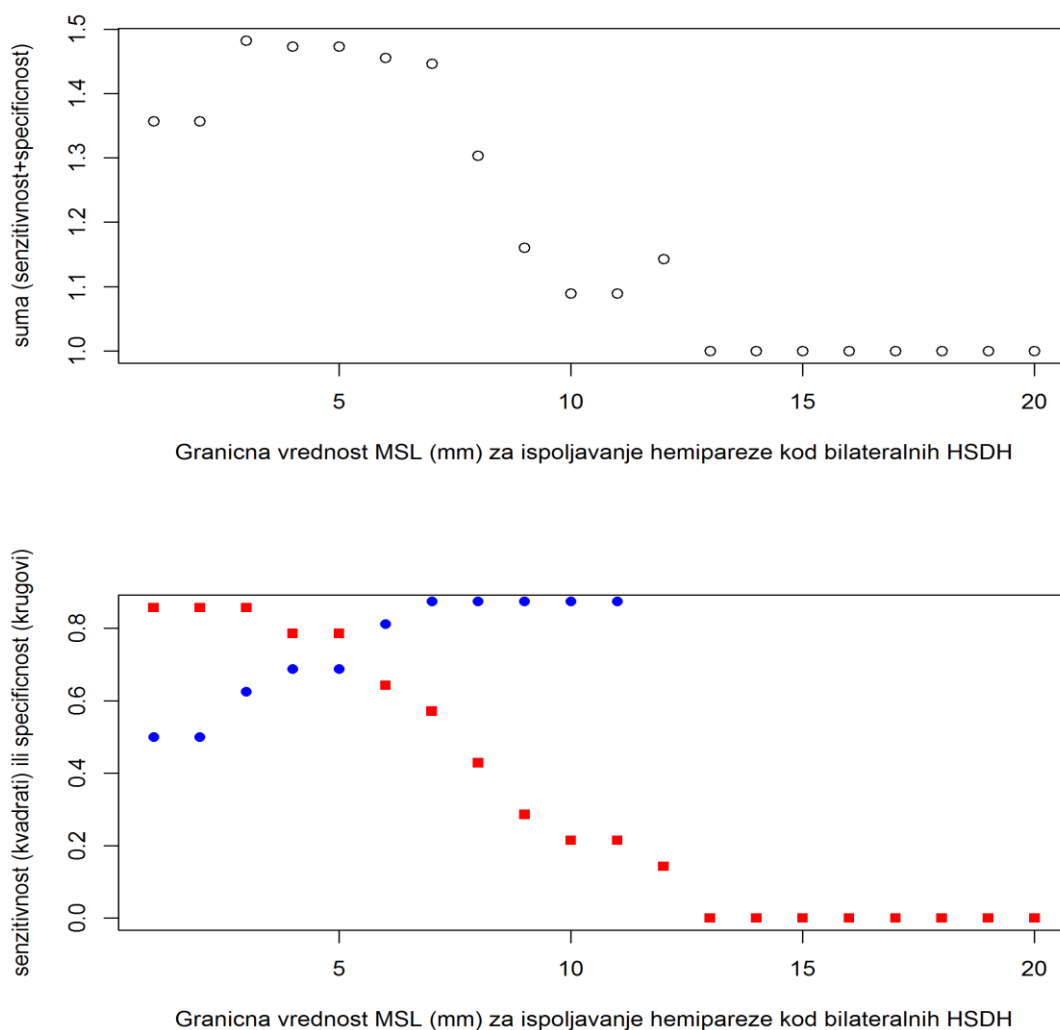 suma (senzitivnost+specificnost)
1.5
1.4
1.3
1.2
1.1
1.0
5 10 15 20
Granicna vrednost MSL (mm) za ispoljavanje hemipareze kod bilateralnih HSDH
senzitivnost (kvadrati) ili specificnost (krugovi)
0.8
0.6
0.4
0.2
0.0
5 10 15 20
Granicna vrednost MSL (mm) za ispoljavanje hemipareze kod bilateralnih HSDH